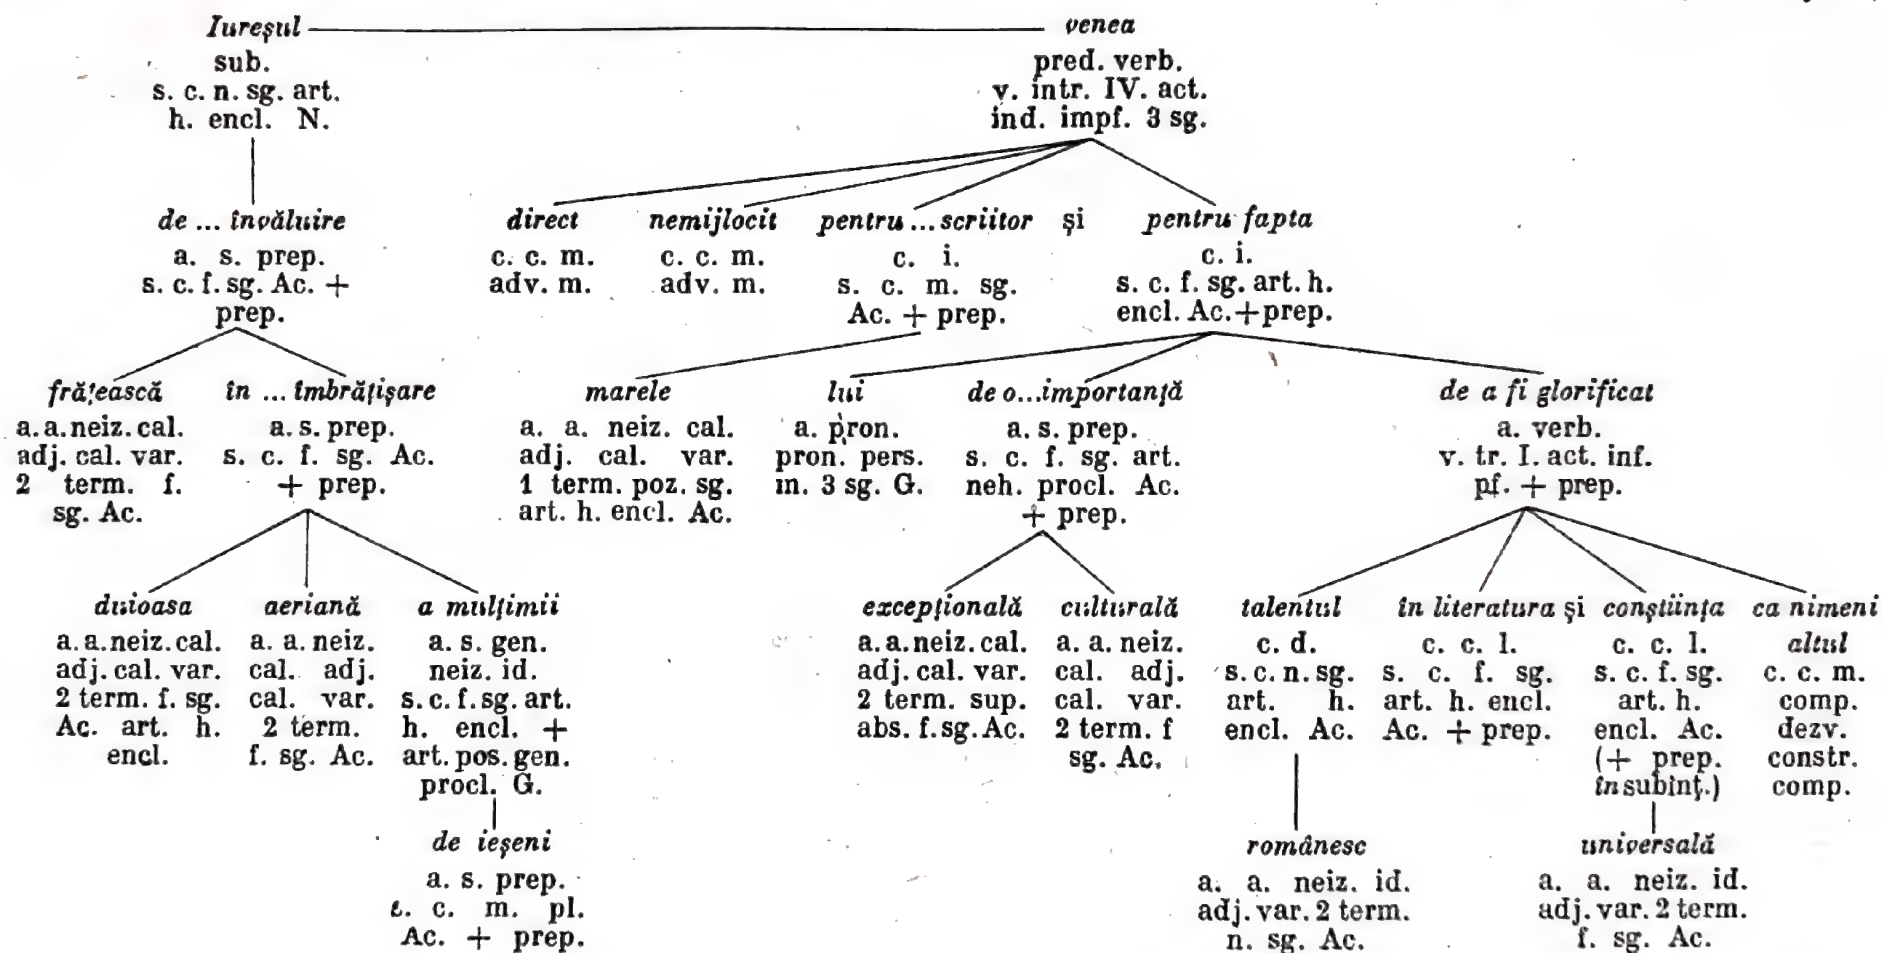 Iureșul venea
sub.
s. c. n. sg. art.
h. encl. N.
pred. verb.
v. intr. IV. act.
ind. impf. 3 sg.
de ... învăluire
a. s. prep.
s. c. f. sg. Ac. +
prep.
direct
c. c. m.
adv. m.
nemijlocit
c. c. m.
adv. m.
pentru ... scriitor și
c. i.
s. c. m. sg.
Ac. + prep.
pentru fapta
c. i.
s. c. f. sg. art. h.
encl. Ac. + prep.
frățească
a. a. neiz. cal.
adj. cal. var.
2 term. f.
sg. Ac.
în ... îmbrățișare
a. s. prep.
s. c. f. sg. Ac.
+ prep.
marele
a. a. neiz. cal.
adj. cal. var.
1 term. poz. sg.
art. h. encl. Ac.
lui
a. pron.
pron. pers.
m. 3 sg. G.
de o...importanță
a. s. prep.
s. c. f. sg. art.
neh. procl. Ac.
+ prep.
de a fi glorificat
a. verb.
v. tr. I. act. inf.
pf. + prep.
duioasa
a. a. neiz. cal.
adj. cal. var.
2 term. f. sg.
Ac. art. h.
encl.
aeriană
a. a. neiz.
cal. adj.
cal. var.
2 term.
f. sg. Ac.
a mulțimii
a. s. gen.
neiz. id.
s. c. f. sg. art.
h. encl. +
art. pos. gen.
procl. G.
excepțională
a. a. neiz. cal.
adj. cal. var.
2 term. sup.
abs. f. sg. Ac.
culturală
a. a. neiz.
cal. adj.
cal. var.
2 term. f
sg. Ac.
talentul
c. d.
s. c. n. sg.
art. h.
encl. Ac.
în literatura și
c. c. l.
s. c. f. sg.
art. h. encl.
Ac. + prep.
conștiința
c. c. l.
s. c. f. sg.
art. h.
encl. Ac.
(+ prep.
în subînț.)
ca nimeni
altul
c. c. m.
comp.
dezv.
constr.
comp.
de ieșeni
a. s. prep.
s. c. m. pl.
Ac. + prep.
românesc
a. a. neiz. id.
adj. var. 2 term.
n. sg. Ac.
universală
a. a. neiz. id.
adj. var. 2 term.
f. sg. Ac.